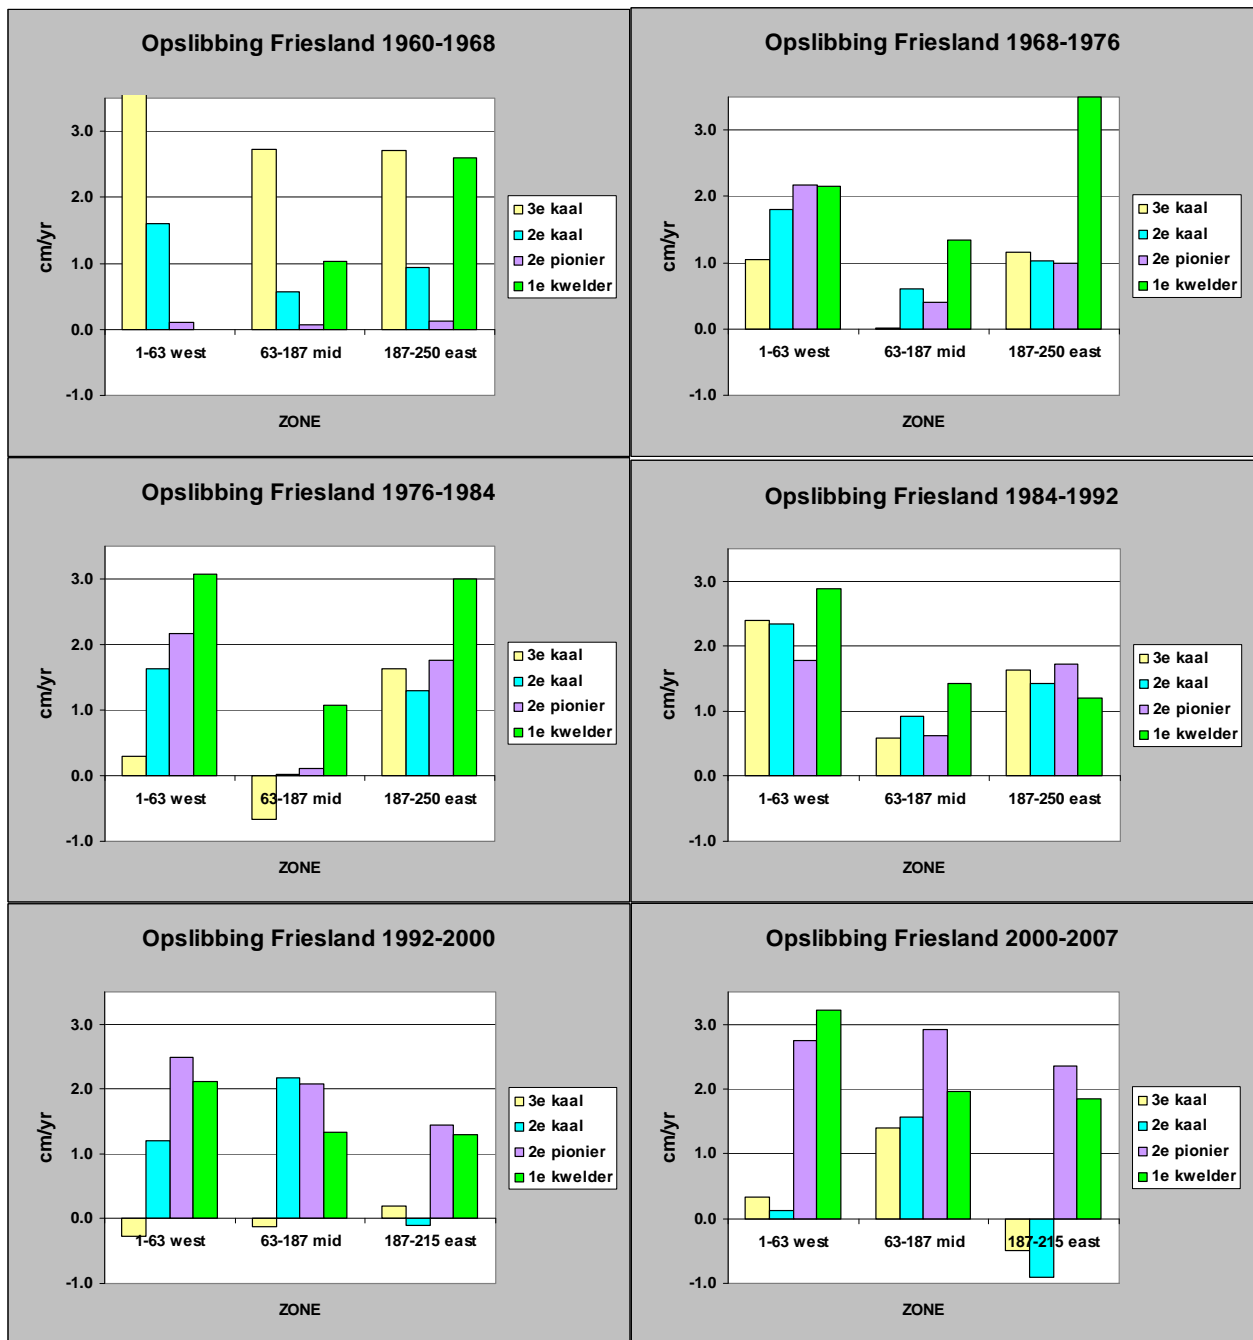 Opslibbing Friesland 1960-1968
3.0
2.0
1.0
0.0
-1.0
cm/yr
1-63 west
63-187 mid
187-250 east
ZONE
3e kaal
2e kaal
2e pionier
1e kwelder
Opslibbing Friesland 1968-1976
3.0
2.0
1.0
0.0
-1.0
cm/yr
1-63 west
63-187 mid
187-250 east
ZONE
3e kaal
2e kaal
2e pionier
1e kwelder
Opslibbing Friesland 1976-1984
3.0
2.0
1.0
0.0
-1.0
cm/yr
1-63 west
63-187 mid
187-250 east
ZONE
3e kaal
2e kaal
2e pionier
1e kwelder
Opslibbing Friesland 1984-1992
3.0
2.0
1.0
0.0
-1.0
cm/yr
1-63 west
63-187 mid
187-250 east
ZONE
3e kaal
2e kaal
2e pionier
1e kwelder
Opslibbing Friesland 1992-2000
3.0
2.0
1.0
0.0
-1.0
cm/yr
1-63 west
63-187 mid
187-215 east
ZONE
3e kaal
2e kaal
2e pionier
1e kwelder
Opslibbing Friesland 2000-2007
3.0
2.0
1.0
0.0
-1.0
cm/yr
1-63 west
63-187 mid
187-215 east
ZONE
3e kaal
2e kaal
2e pionier
1e kwelder